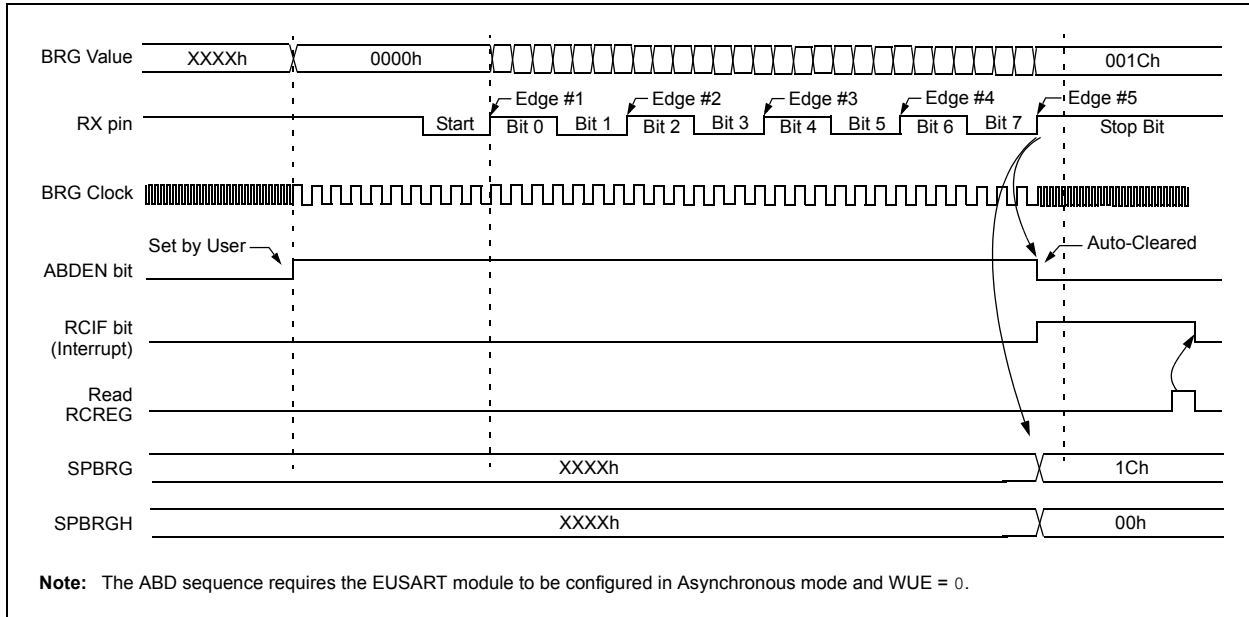 BRG Value XXXXh 0000h 001Ch
Edge #1 Edge #2 Edge #3 Edge #4 Edge #5
RX pin Start Bit 0 Bit 1 Bit 2 Bit 3 Bit 4 Bit 5 Bit 6 Bit 7 Stop Bit
BRG Clock
Set by User Auto-Cleared
ABDEN bit
RCIF bit
(Interrupt)
Read
RCREG
SPBRG XXXXh 1Ch
SPBRGH XXXXh 00h
Note: The ABD sequence requires the EUSART module to be configured in Asynchronous mode and WUE = 0.